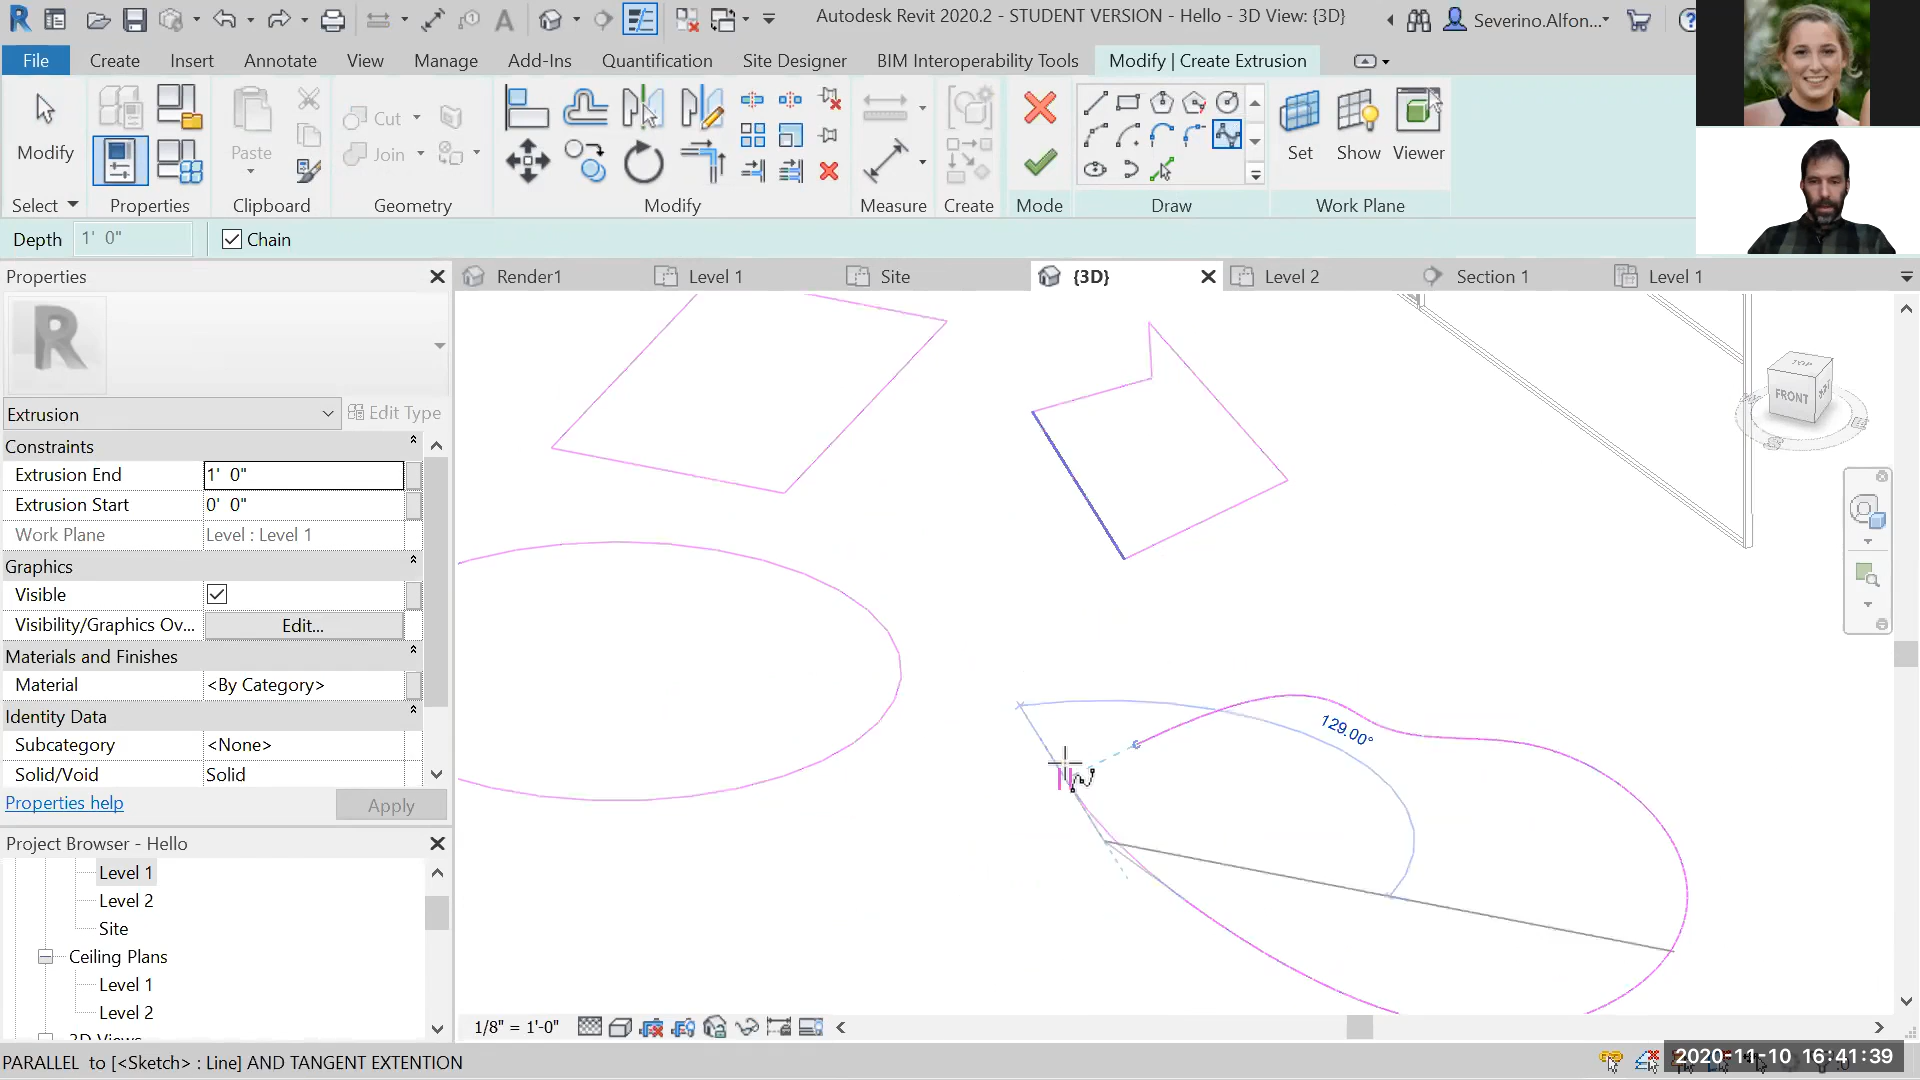 Autodesk Revit 2020.2 - STUDENT VERSION - Hello - 3D View: {3D}
Severino.Alfon...
File
Create
Insert
Annotate
View
Manage
Add-Ins
Quantification
Site Designer
BIM Interoperability Tools
Modify | Create Extrusion
Modify
Paste
Cut
Join
Set
Show
Viewer
Select
Properties
Clipboard
Geometry
Modify
Measure
Create
Mode
Draw
Work Plane
Depth
1' 0"
Chain
Properties
Render1
Level 1
Site
{3D}
Level 2
Section 1
Level 1
Extrusion
Edit Type
Constraints
Extrusion End
1' 0"
Extrusion Start
0' 0"
Work Plane
Level : Level 1
Graphics
Visible
Visibility/Graphics Ov...
Edit...
Materials and Finishes
Material
<By Category>
Identity Data
Subcategory
<None>
Solid/Void
Solid
Properties help
Apply
Project Browser - Hello
Level 1
Level 2
Site
Ceiling Plans
Level 1
Level 2
3D Views
TOP
FRONT
129.00°
1/8" = 1'-0"
PARALLEL to [<Sketch> : Line] AND TANGENT EXTENTION
2020-11-10 16:41:39